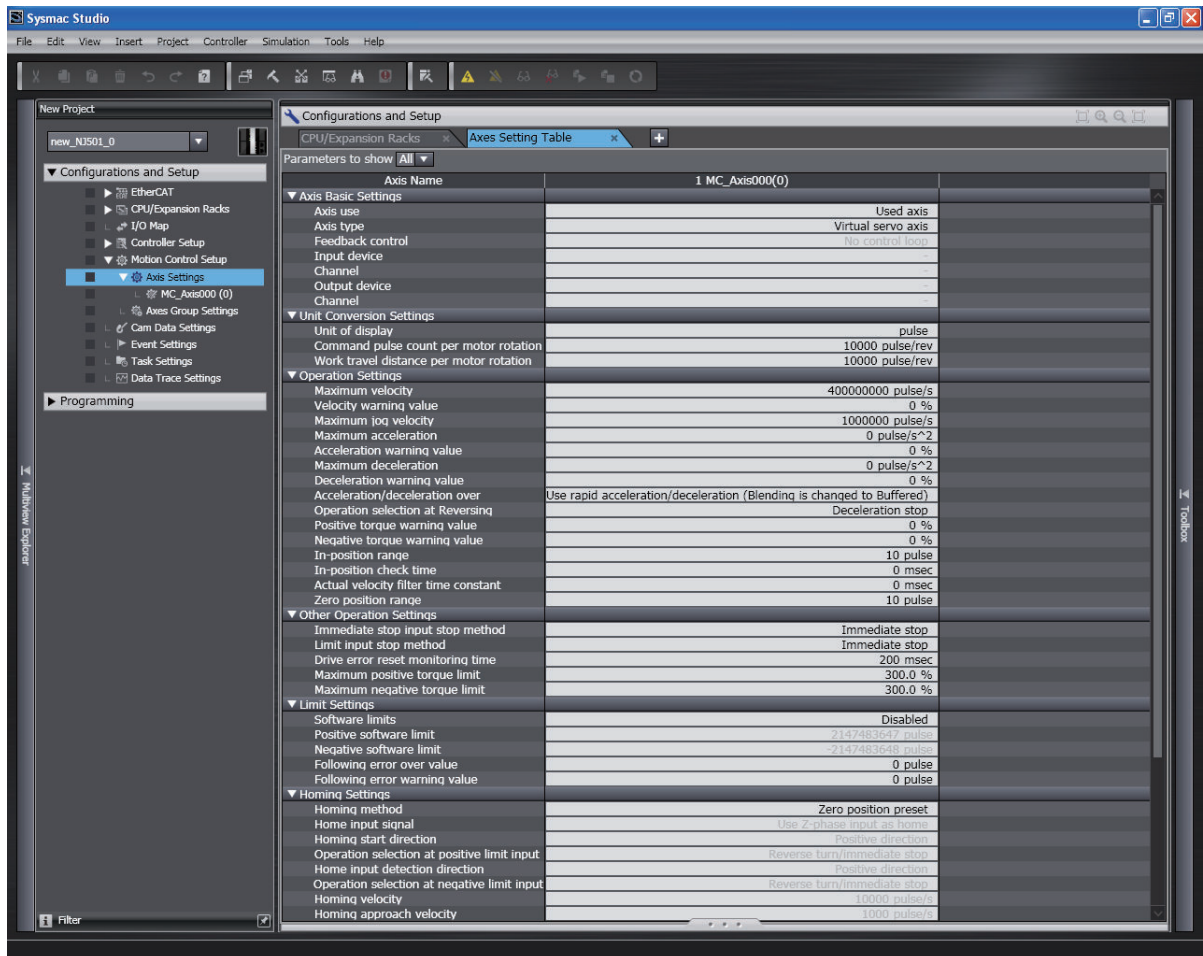 Sysmac Studio
File Edit View Insert Project Controller Simulation Tools Help
New Project
new_NJ501_0
Configurations and Setup
EtherCAT
CPU/Expansion Racks
I/O Map
Controller Setup
Motion Control Setup
Axis Settings
MC_Axis000 (0)
Axes Group Settings
Cam Data Settings
Event Settings
Task Settings
Data Trace Settings
Programming
Filter
Multiview Explorer
Configurations and Setup
CPU/Expansion Racks Axes Setting Table
Parameters to show All
Axis Name 1 MC_Axis000(0)
Axis Basic Settings
Axis use Used axis
Axis type Virtual servo axis
Feedback control No control loop
Input device -
Channel -
Output device -
Channel -
Unit Conversion Settings
Unit of display pulse
Command pulse count per motor rotation 10000 pulse/rev
Work travel distance per motor rotation 10000 pulse/rev
Operation Settings
Maximum velocity 400000000 pulse/s
Velocity warning value 0 %
Maximum jog velocity 1000000 pulse/s
Maximum acceleration 0 pulse/s^2
Acceleration warning value 0 %
Maximum deceleration 0 pulse/s^2
Deceleration warning value 0 %
Acceleration/deceleration over Use rapid acceleration/deceleration (Blending is changed to Buffered)
Operation selection at Reversing Deceleration stop
Positive torque warning value 0 %
Negative torque warning value 0 %
In-position range 10 pulse
In-position check time 0 msec
Actual velocity filter time constant 0 msec
Zero position range 10 pulse
Other Operation Settings
Immediate stop input stop method Immediate stop
Limit input stop method Immediate stop
Drive error reset monitoring time 200 msec
Maximum positive torque limit 300.0 %
Maximum negative torque limit 300.0 %
Limit Settings
Software limits Disabled
Positive software limit 2147483647 pulse
Negative software limit -2147483648 pulse
Following error over value 0 pulse
Following error warning value 0 pulse
Homing Settings
Homing method Zero position preset
Home input signal Use Z-phase input as home
Homing start direction Positive direction
Operation selection at positive limit input Reverse turn/immediate stop
Home input detection direction Positive direction
Operation selection at negative limit input Reverse turn/immediate stop
Homing velocity 10000 pulse/s
Homing approach velocity 1000 pulse/s
Toolbox